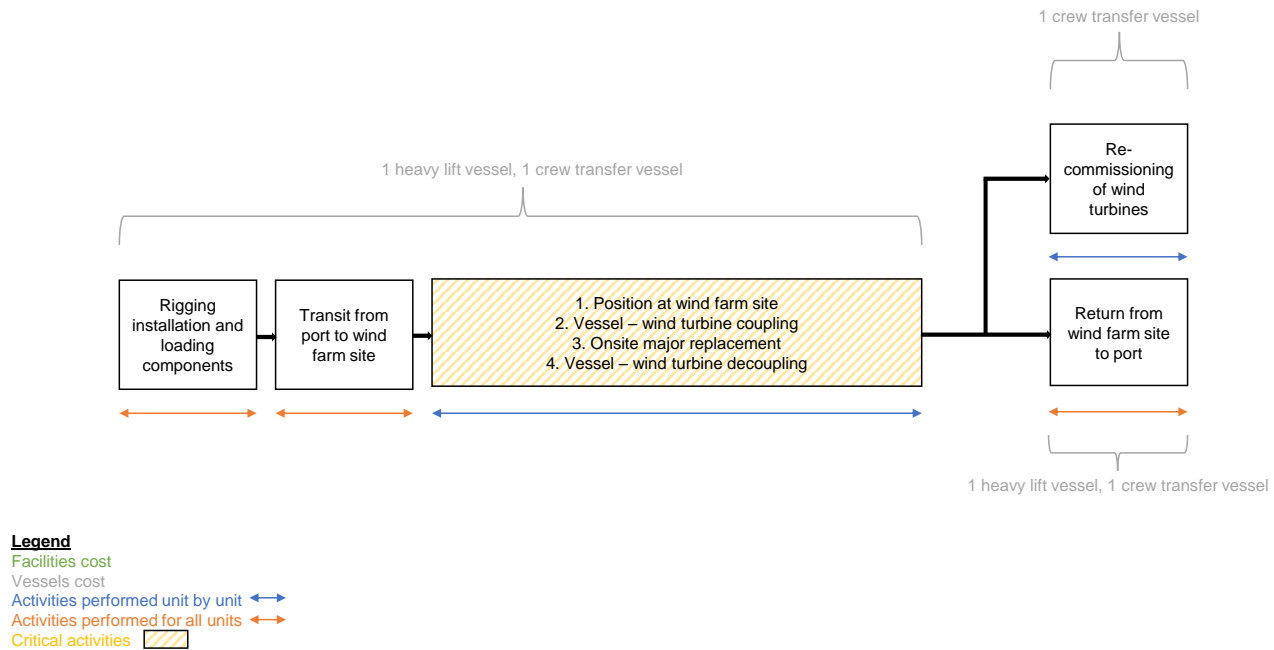 1 crew transfer vessel
1 heavy lift vessel, 1 crew transfer vessel
Re-
commissioning
of wind
turbines
Rigging
installation and
loading
components
Transit from
port to wind
farm site
1. Position at wind farm site
2. Vessel – wind turbine coupling
3. Onsite major replacement
4. Vessel – wind turbine decoupling
Return from
wind farm site
to port
1 heavy lift vessel, 1 crew transfer vessel
Legend
Facilities cost
Vessels cost
Activities performed unit by unit
Activities performed for all units
Critical activities